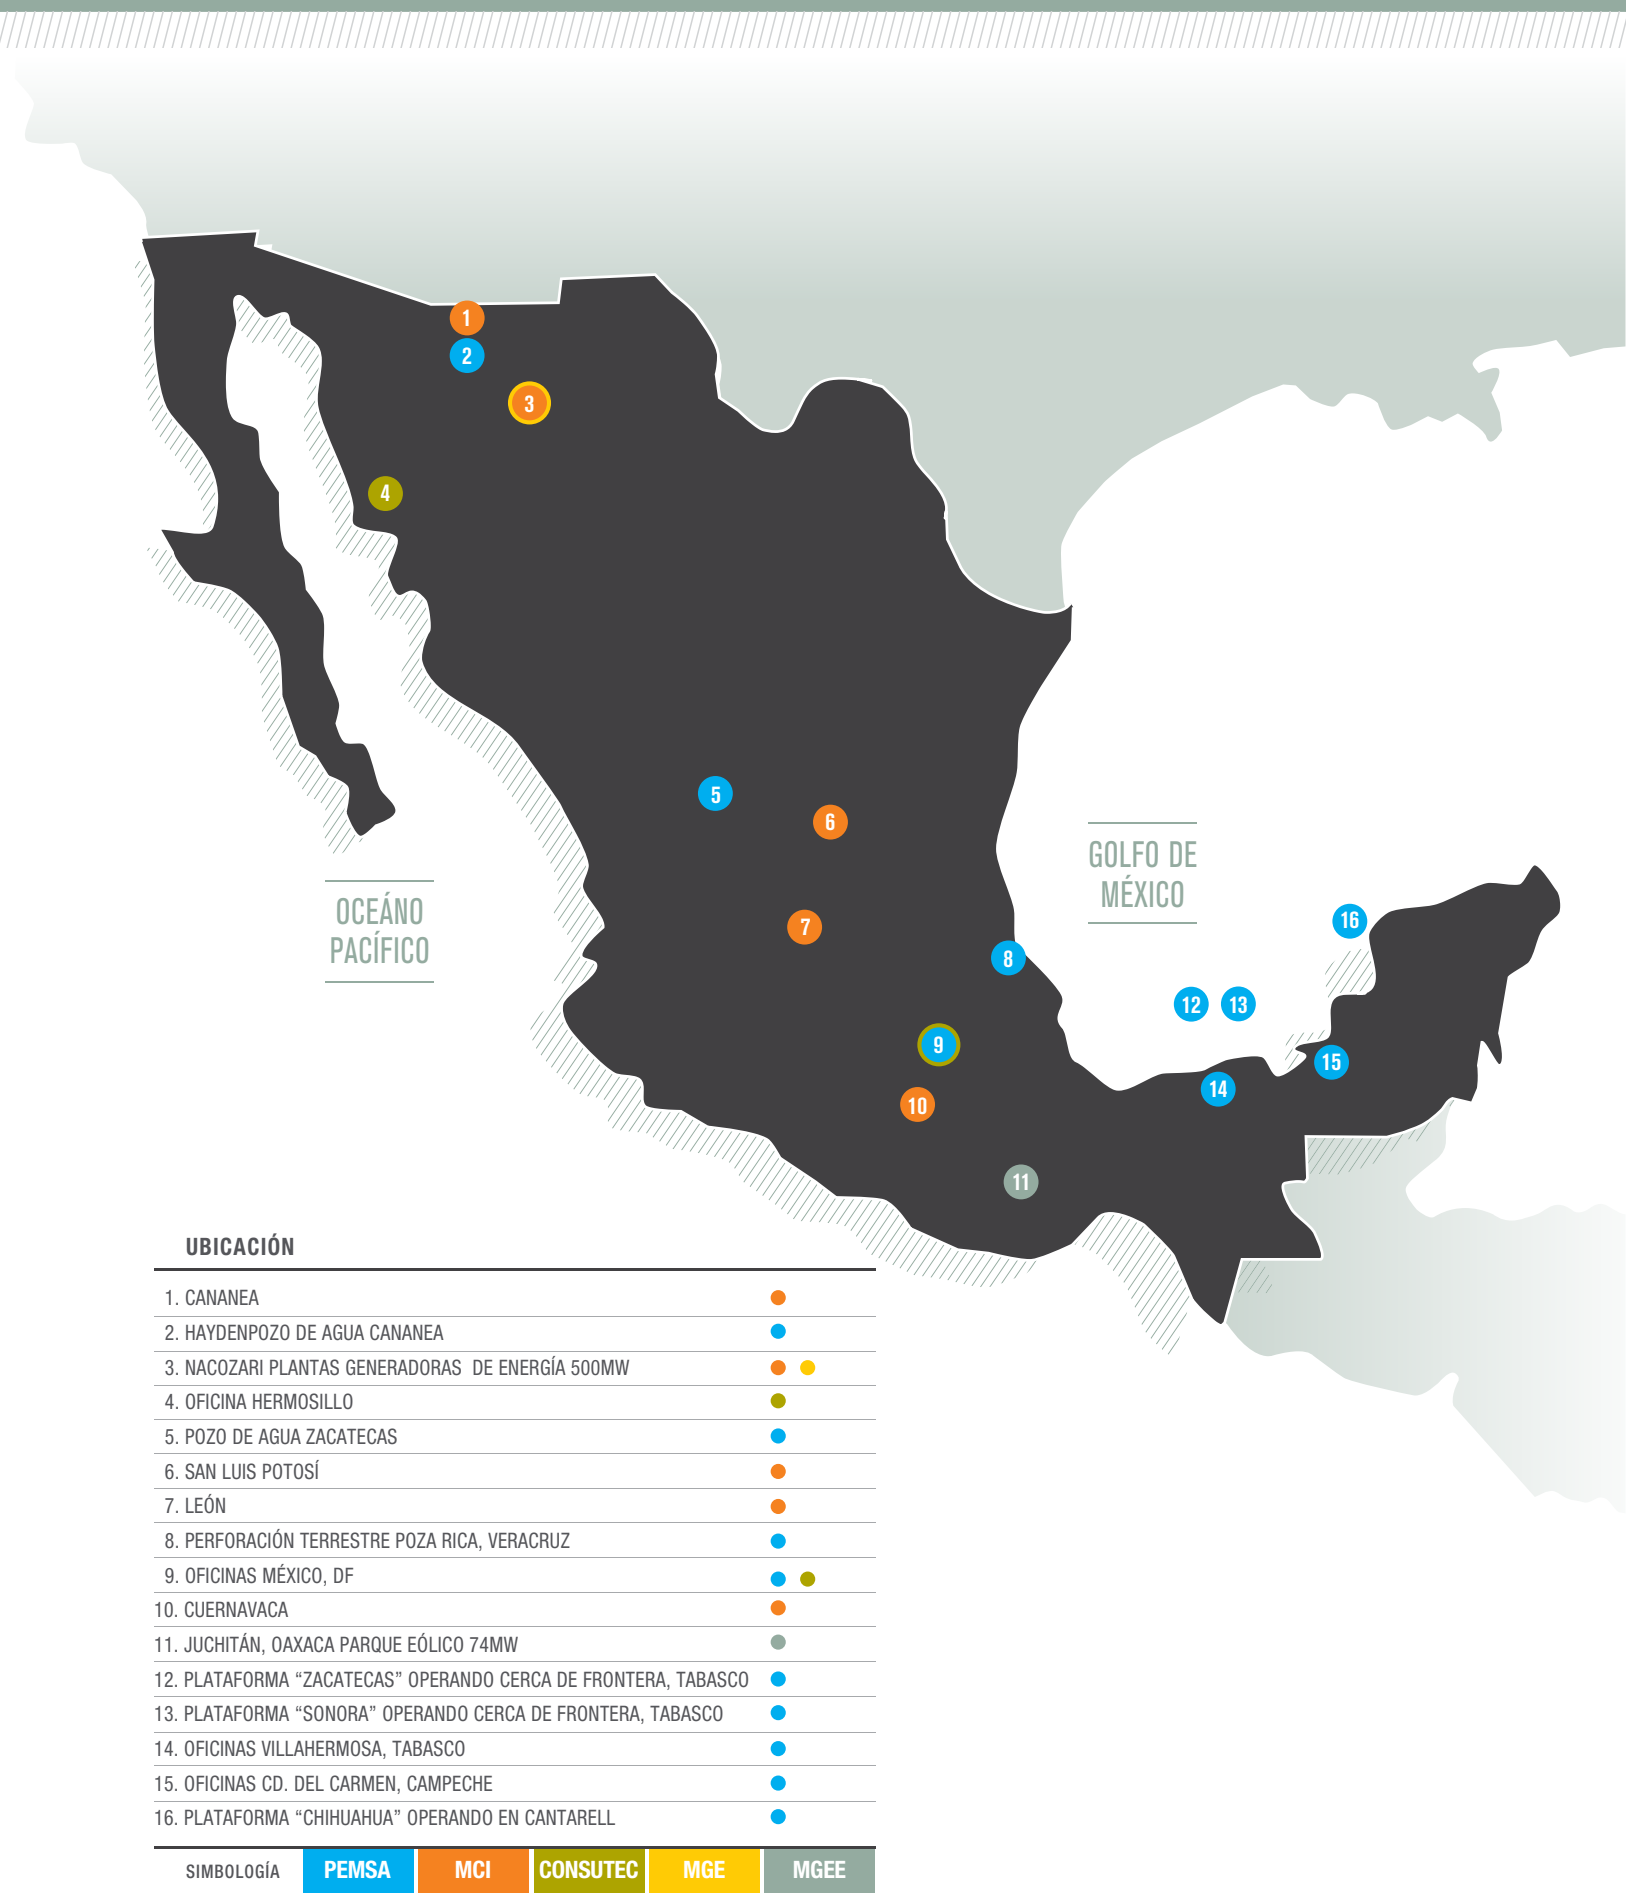 1
2
3
4
5
6
7
8
9
10
11
12
13
14
15
16
OCEÁNO
PACÍFICO
GOLFO DE
MÉXICO
UBICACIÓN
1. CANANEA
2. HAYDENPOZO DE AGUA CANANEA
3. NACOZARI PLANTAS GENERADORAS DE ENERGÍA 500MW
4. OFICINA HERMOSILLO
5. POZO DE AGUA ZACATECAS
6. SAN LUIS POTOSÍ
7. LEÓN
8. PERFORACIÓN TERRESTRE POZA RICA, VERACRUZ
9. OFICINAS MÉXICO, DF
10. CUERNAVACA
11. JUCHITÁN, OAXACA PARQUE EÓLICO 74MW
12. PLATAFORMA “ZACATECAS” OPERANDO CERCA DE FRONTERA, TABASCO
13. PLATAFORMA “SONORA” OPERANDO CERCA DE FRONTERA, TABASCO
14. OFICINAS VILLAHERMOSA, TABASCO
15. OFICINAS CD. DEL CARMEN, CAMPECHE
16. PLATAFORMA “CHIHUAHUA” OPERANDO EN CANTARELL
SIMBOLOGÍA PEMSA MCI CONSUTEC MGE MGEE